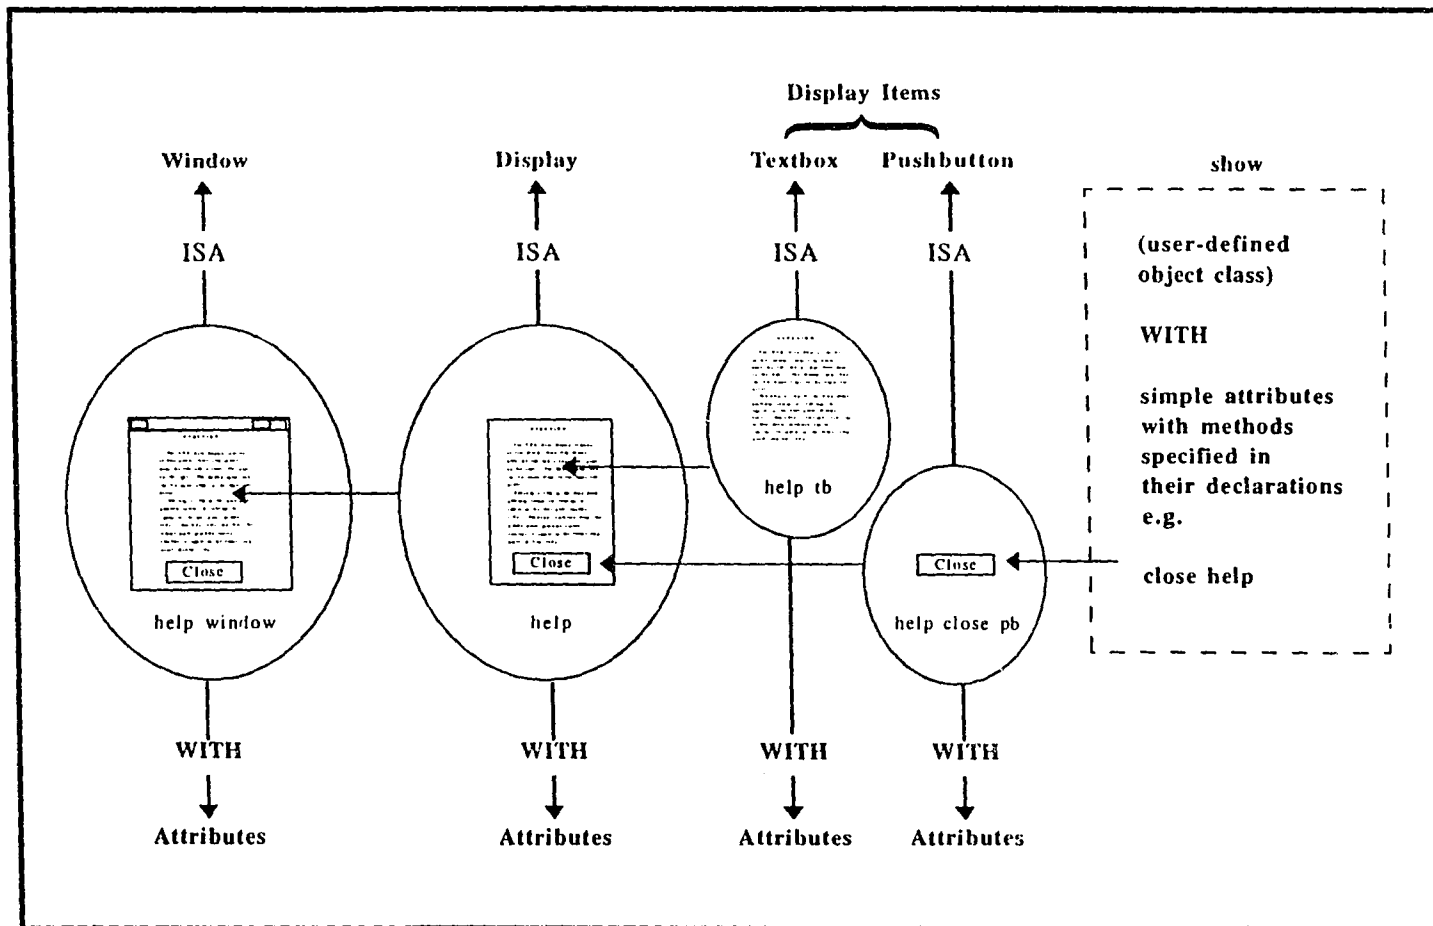 Display Items
Window
Display
Textbox
Pushbutton
show
ISA
ISA
ISA
ISA
(user-defined
object class)
WITH
simple attributes
with methods
specified in
their declarations
e.g.
close help
help tb
Close
Close
Close
help window
help
help close pb
WITH
WITH
WITH
WITH
Attributes
Attributes
Attributes
Attributes